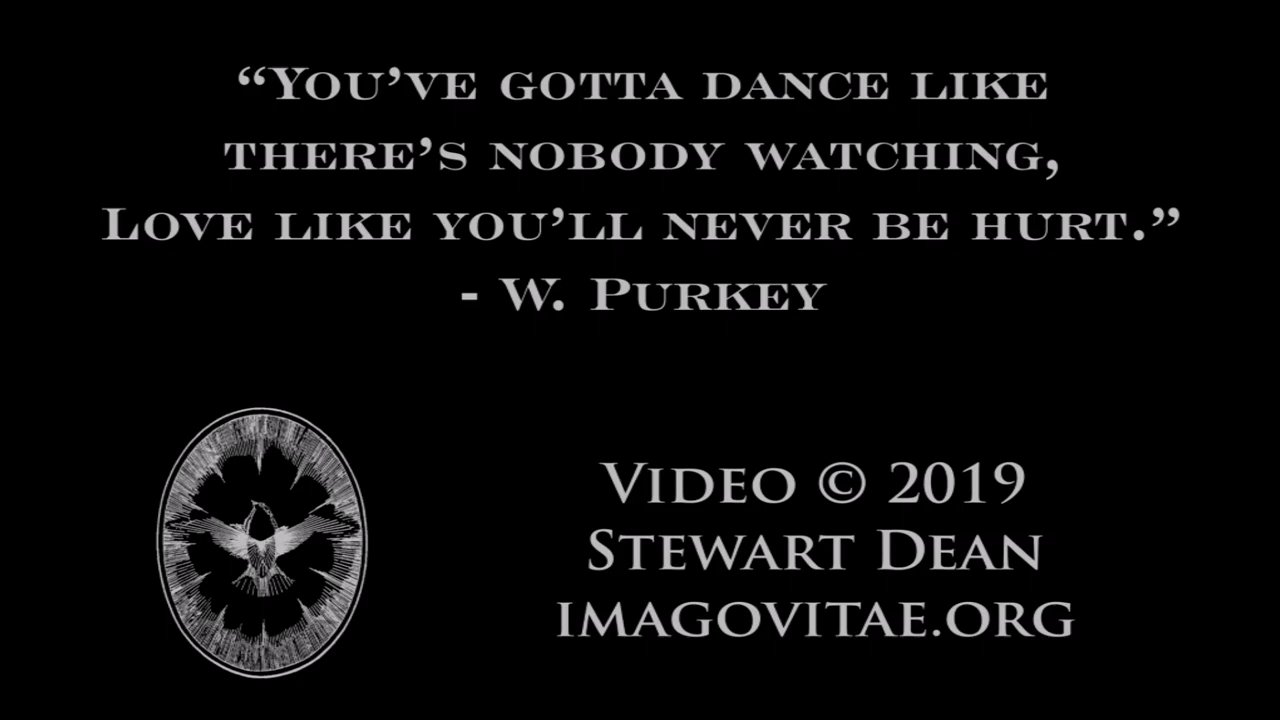 “You’ve gotta dance like
there’s nobody watching,
Love like you’ll never be hurt.”
- W. Purkey
Video © 2019
Stewart Dean
imagovitae.org